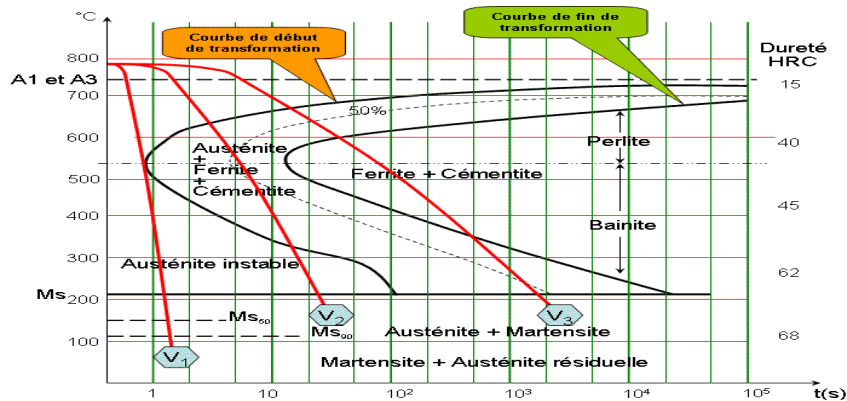 °C
Courbe de début
de transformation
Courbe de fin de
transformation
Dureté
HRC
800
A1 et A3
700
15
50%
600
Austénite
+
Ferrite
+
Cémentite
Perlite
40
Ferrite + Cémentite
500
400
Bainite
45
300
Austénite instable
62
Ms
200
Ms50
V2
V3
Ms90
Austénite + Martensite
68
100
V1
Martensite + Austénite résiduelle
1 10 10² 10³ 10⁴ 10⁵ t(s)